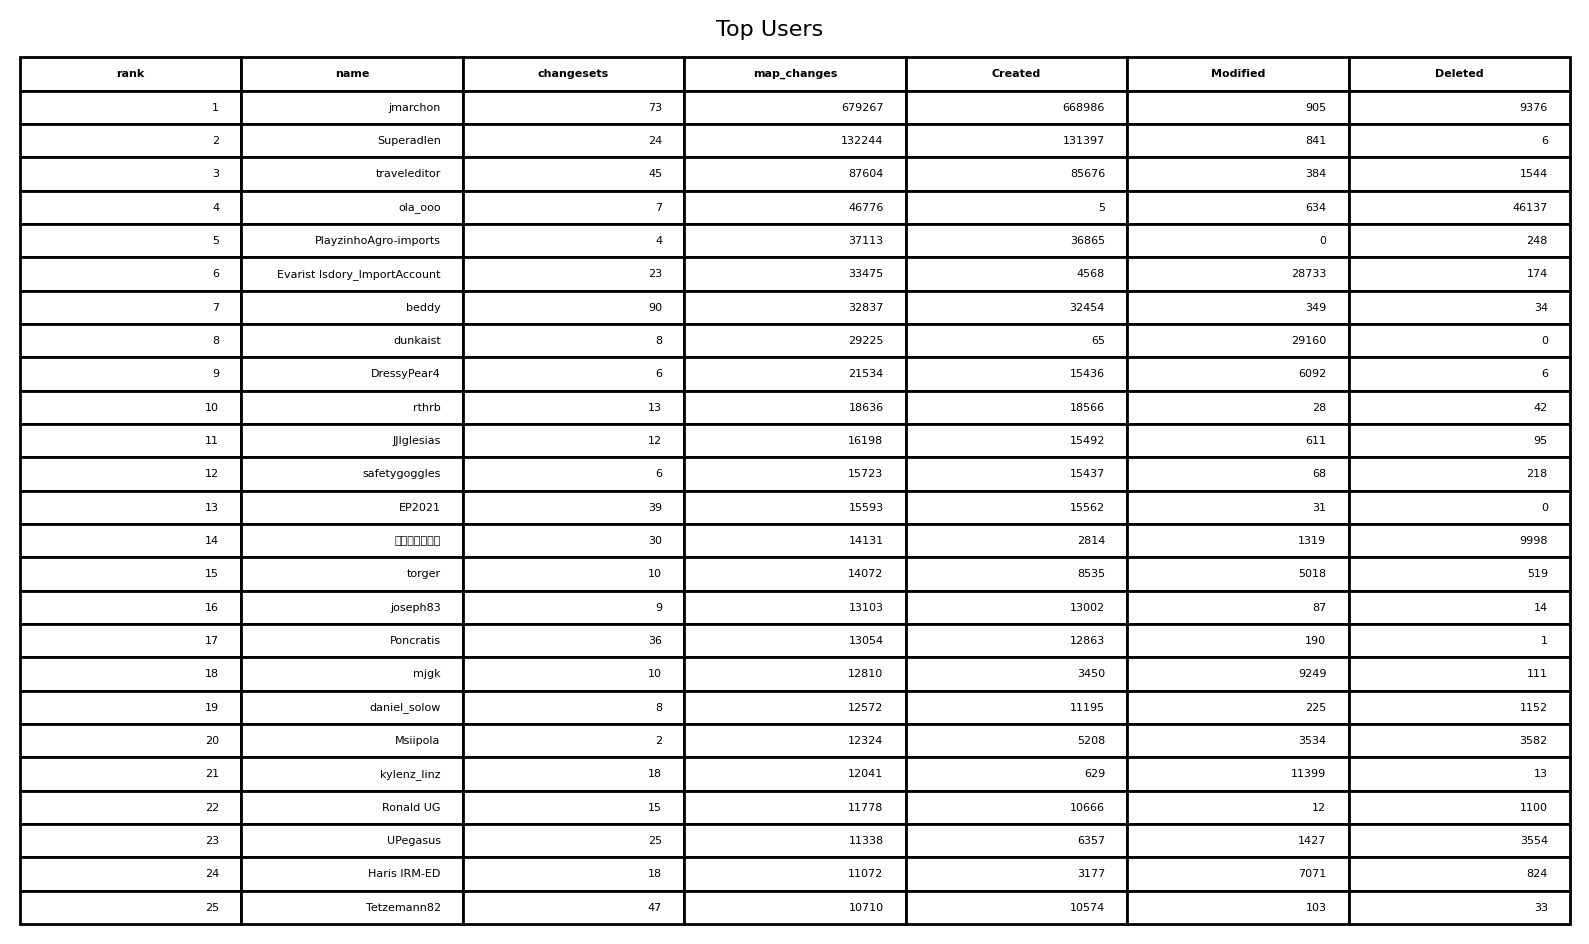 Top Users
rank name changesets map_changes Created Modified Deleted
1 jmarchon 73 679267 668986 905 9376
2 Superadlen 24 132244 131397 841 6
3 traveleditor 45 87604 85676 384 1544
4 ola_ooo 7 46776 5 634 46137
5 PlayzinhoAgro-imports 4 37113 36865 0 248
6 Evarist Isdory_ImportAccount 23 33475 4568 28733 174
7 beddy 90 32837 32454 349 34
8 dunkaist 8 29225 65 29160 0
9 DressyPear4 6 21534 15436 6092 6
10 rthrb 13 18636 18566 28 42
11 JJIglesias 12 16198 15492 611 95
12 safetygoggles 6 15723 15437 68 218
13 EP2021 39 15593 15562 31 0
14 30 14131 2814 1319 9998
15 torger 10 14072 8535 5018 519
16 joseph83 9 13103 13002 87 14
17 Poncratis 36 13054 12863 190 1
18 mjgk 10 12810 3450 9249 111
19 daniel_solow 8 12572 11195 225 1152
20 Msiipola 2 12324 5208 3534 3582
21 kylenz_linz 18 12041 629 11399 13
22 Ronald UG 15 11778 10666 12 1100
23 UPegasus 25 11338 6357 1427 3554
24 Haris IRM-ED 18 11072 3177 7071 824
25 Tetzemann82 47 10710 10574 103 33